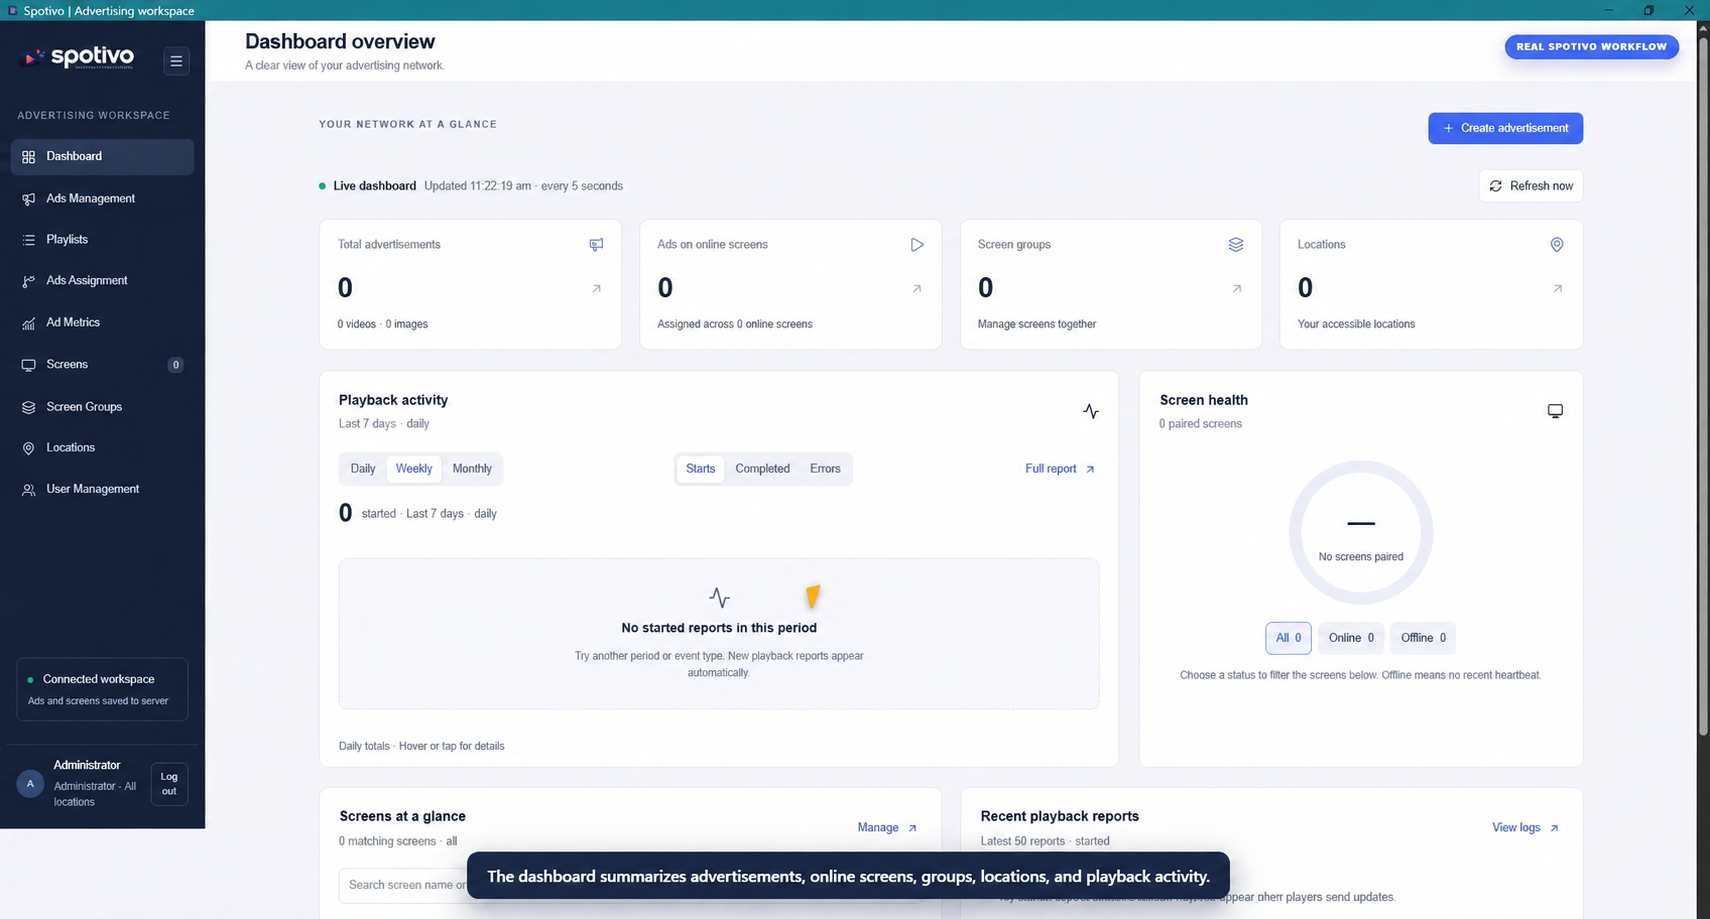 Spotivo | Advertising workspace
spotivo
ADVERTISING WORKSPACE
Dashboard
Ads Management
Playlists
Ads Assignment
Ad Metrics
Screens 0
Screen Groups
Locations
User Management
Connected workspace
Ads and screens saved to server
A
Administrator
Administrator - All
locations
Log
out
Dashboard overview
A clear view of your advertising network.
REAL SPOTIVO WORKFLOW
YOUR NETWORK AT A GLANCE
+ Create advertisement
Live dashboard Updated 11:22:19 am · every 5 seconds
Refresh now
Total advertisements
0
0 videos · 0 images
Ads on online screens
0
Assigned across 0 online screens
Screen groups
0
Manage screens together
Locations
0
Your accessible locations
Playback activity
Last 7 days · daily
Daily Weekly Monthly
Starts Completed Errors
Full report
0 started · Last 7 days · daily
No started reports in this period
Try another period or event type. New playback reports appear
automatically.
Daily totals · Hover or tap for details
Screen health
0 paired screens
—
No screens paired
All 0 Online 0 Offline 0
Choose a status to filter the screens below. Offline means no recent heartbeat.
Screens at a glance
0 matching screens · all
Manage
Search screen name or
Recent playback reports
Latest 50 reports · started
View logs
appear
players send updates.
The dashboard summarizes advertisements, online screens, groups, locations, and playback activity.